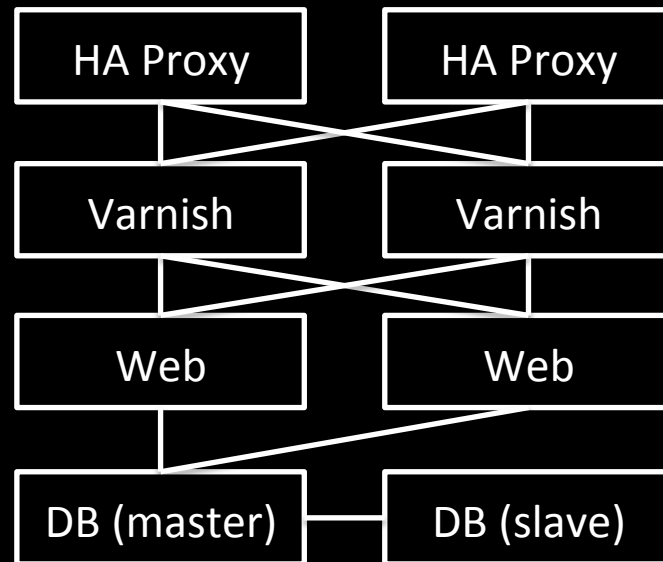 HA Proxy
HA Proxy
Varnish
Varnish
Web
Web
DB (master)
DB (slave)